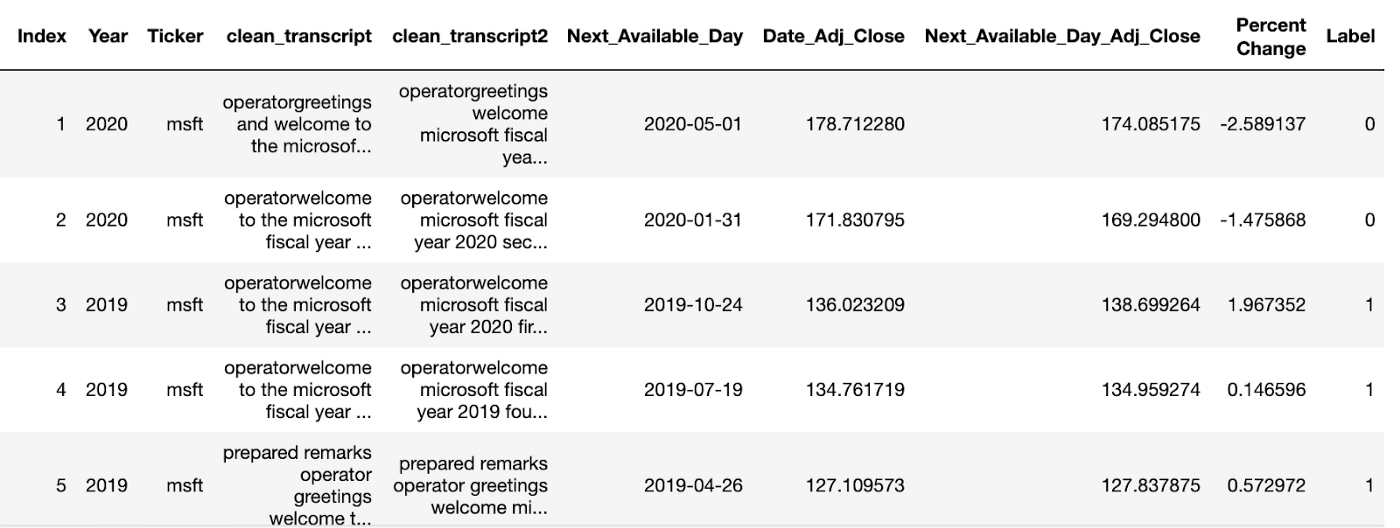 Index Year Ticker clean_transcript clean_transcript2 Next_Available_Day Date_Adj_Close Next_Available_Day_Adj_Close Percent Change Label
1 2020 msft operatorgreetings and welcome to the microsof... operatorgreetings welcome microsoft fiscal yea... 2020-05-01 178.712280 174.085175 -2.589137 0
2 2020 msft operatorwelcome to the microsoft fiscal year ... operatorwelcome microsoft fiscal year 2020 sec... 2020-01-31 171.830795 169.294800 -1.475868 0
3 2019 msft operatorwelcome to the microsoft fiscal year ... operatorwelcome microsoft fiscal year 2020 fir... 2019-10-24 136.023209 138.699264 1.967352 1
4 2019 msft operatorwelcome to the microsoft fiscal year ... operatorwelcome microsoft fiscal year 2019 fou... 2019-07-19 134.761719 134.959274 0.146596 1
5 2019 msft prepared remarks operator greetings welcome t... prepared remarks operator greetings welcome mi... 2019-04-26 127.109573 127.837875 0.572972 1